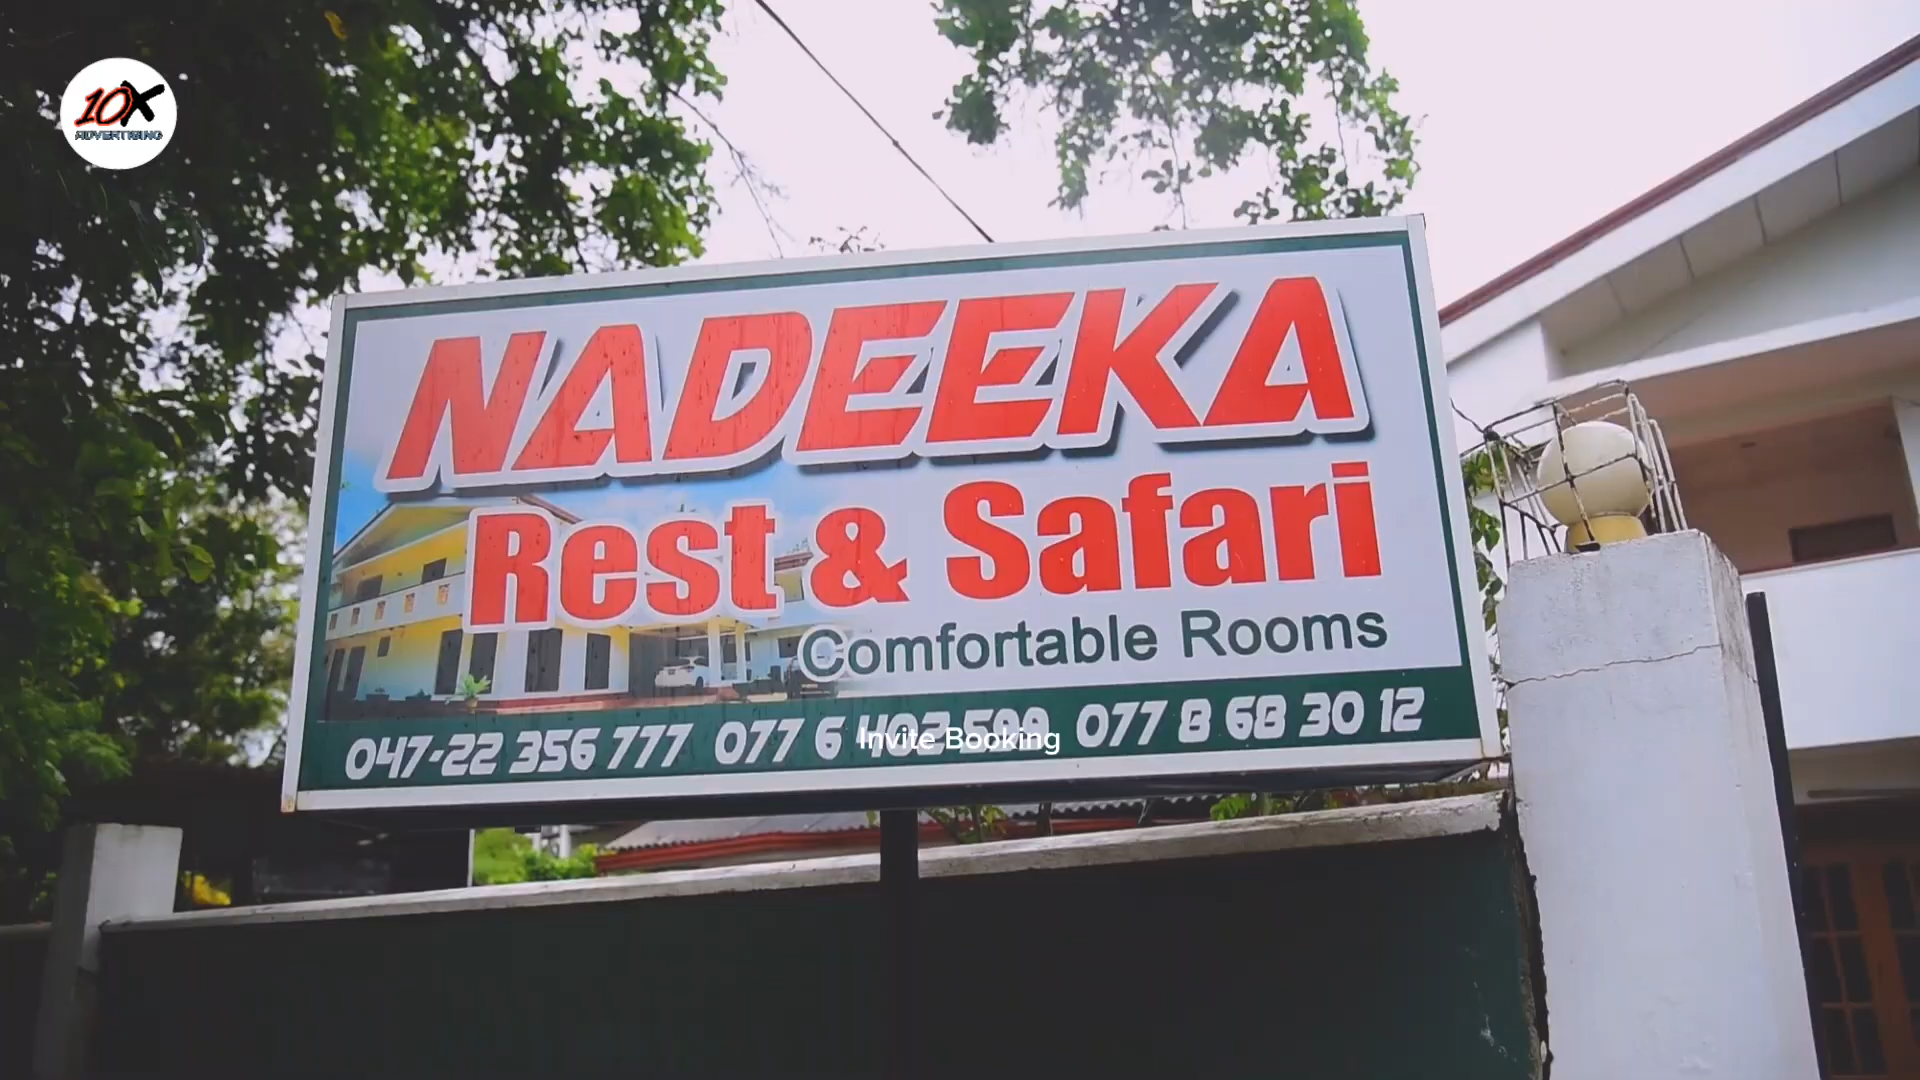 10X
ADVERTISING
NADEEKA
Rest & Safari
Comfortable Rooms
047-22 356 777 077 6 077 8 68 30 12
Invite Booking